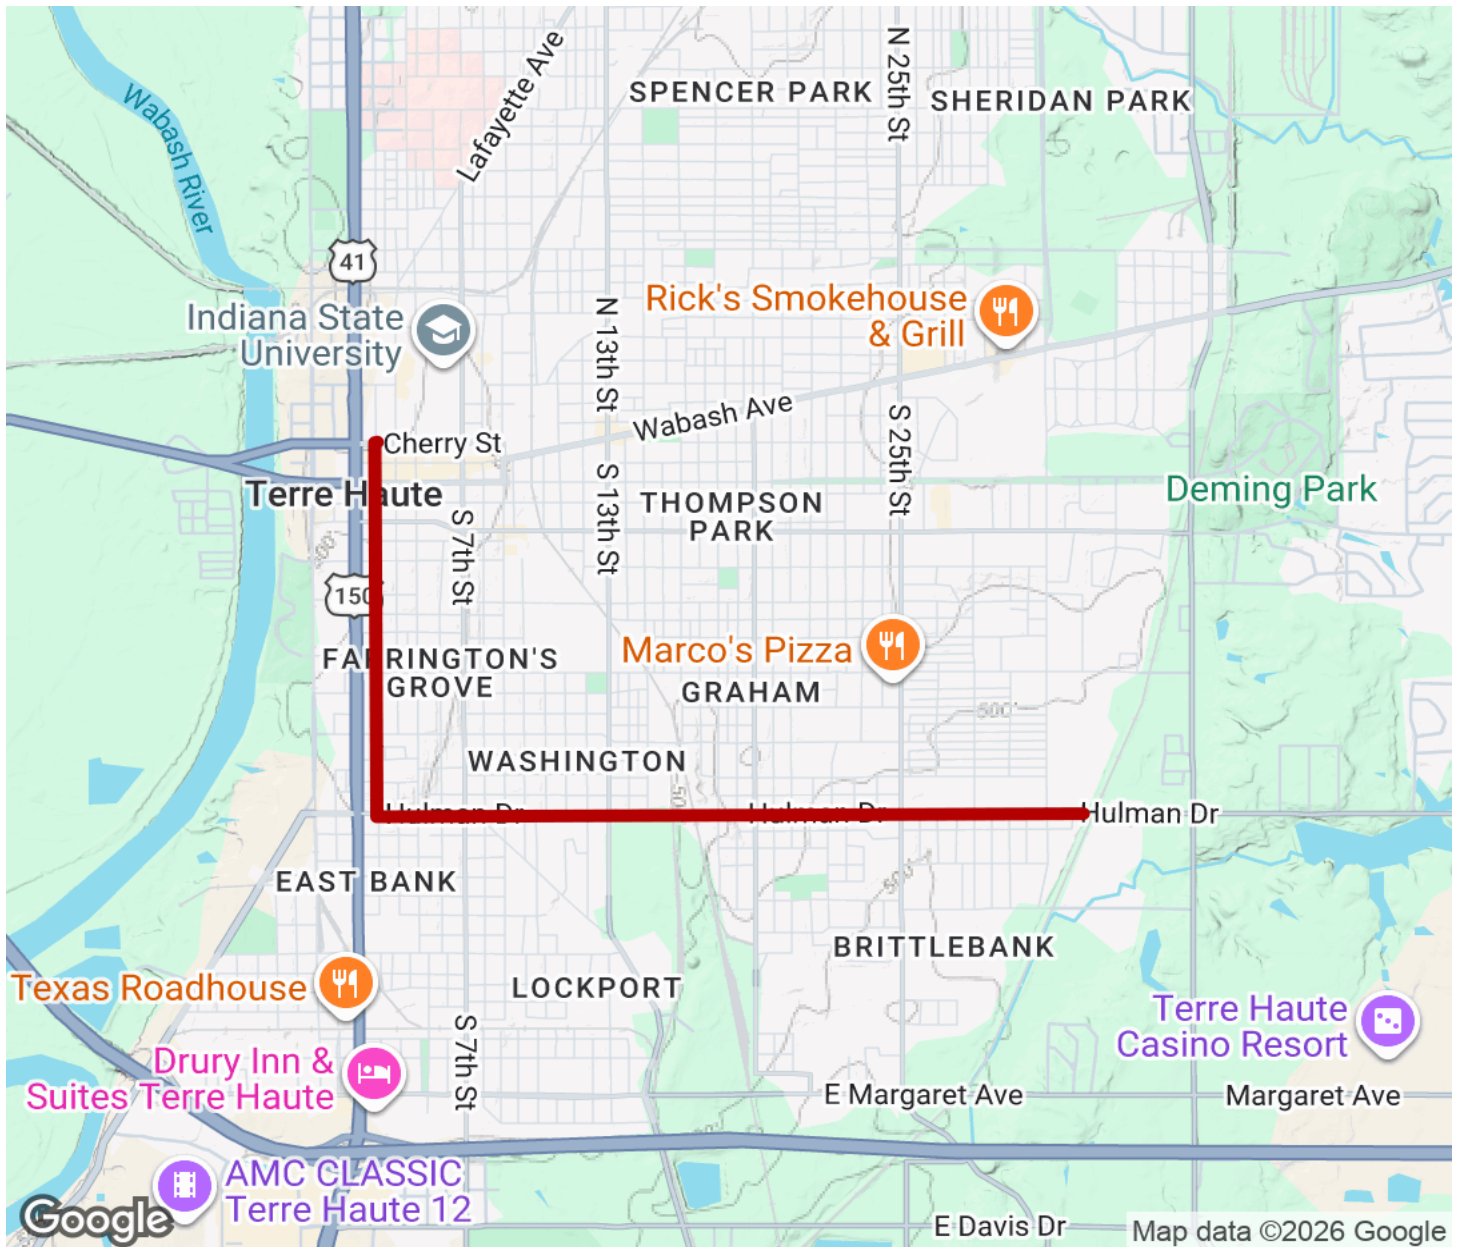 Lafayette Ave
N 25th St
SPENCER PARK
SHERIDAN PARK
Wabash River
41
Indiana State
University
Rick's Smokehouse
& Grill
N 13th St
Wabash Ave
S 25th St
Cherry St
Terre Haute
S 7th St
S 13th St
THOMPSON
PARK
Deming Park
500'
150
FARRINGTON'S
GROVE
Marco's Pizza
GRAHAM
500'
WASHINGTON
Hulman Dr
Hulman Dr
Hulman Dr
EAST BANK
500'
BRITTLEBANK
Texas Roadhouse
LOCKPORT
Terre Haute
Casino Resort
S 7th St
Drury Inn &
Suites Terre Haute
E Margaret Ave
Margaret Ave
AMC CLASSIC
Terre Haute 12
Google
E Davis Dr
Map data ©2026 Google